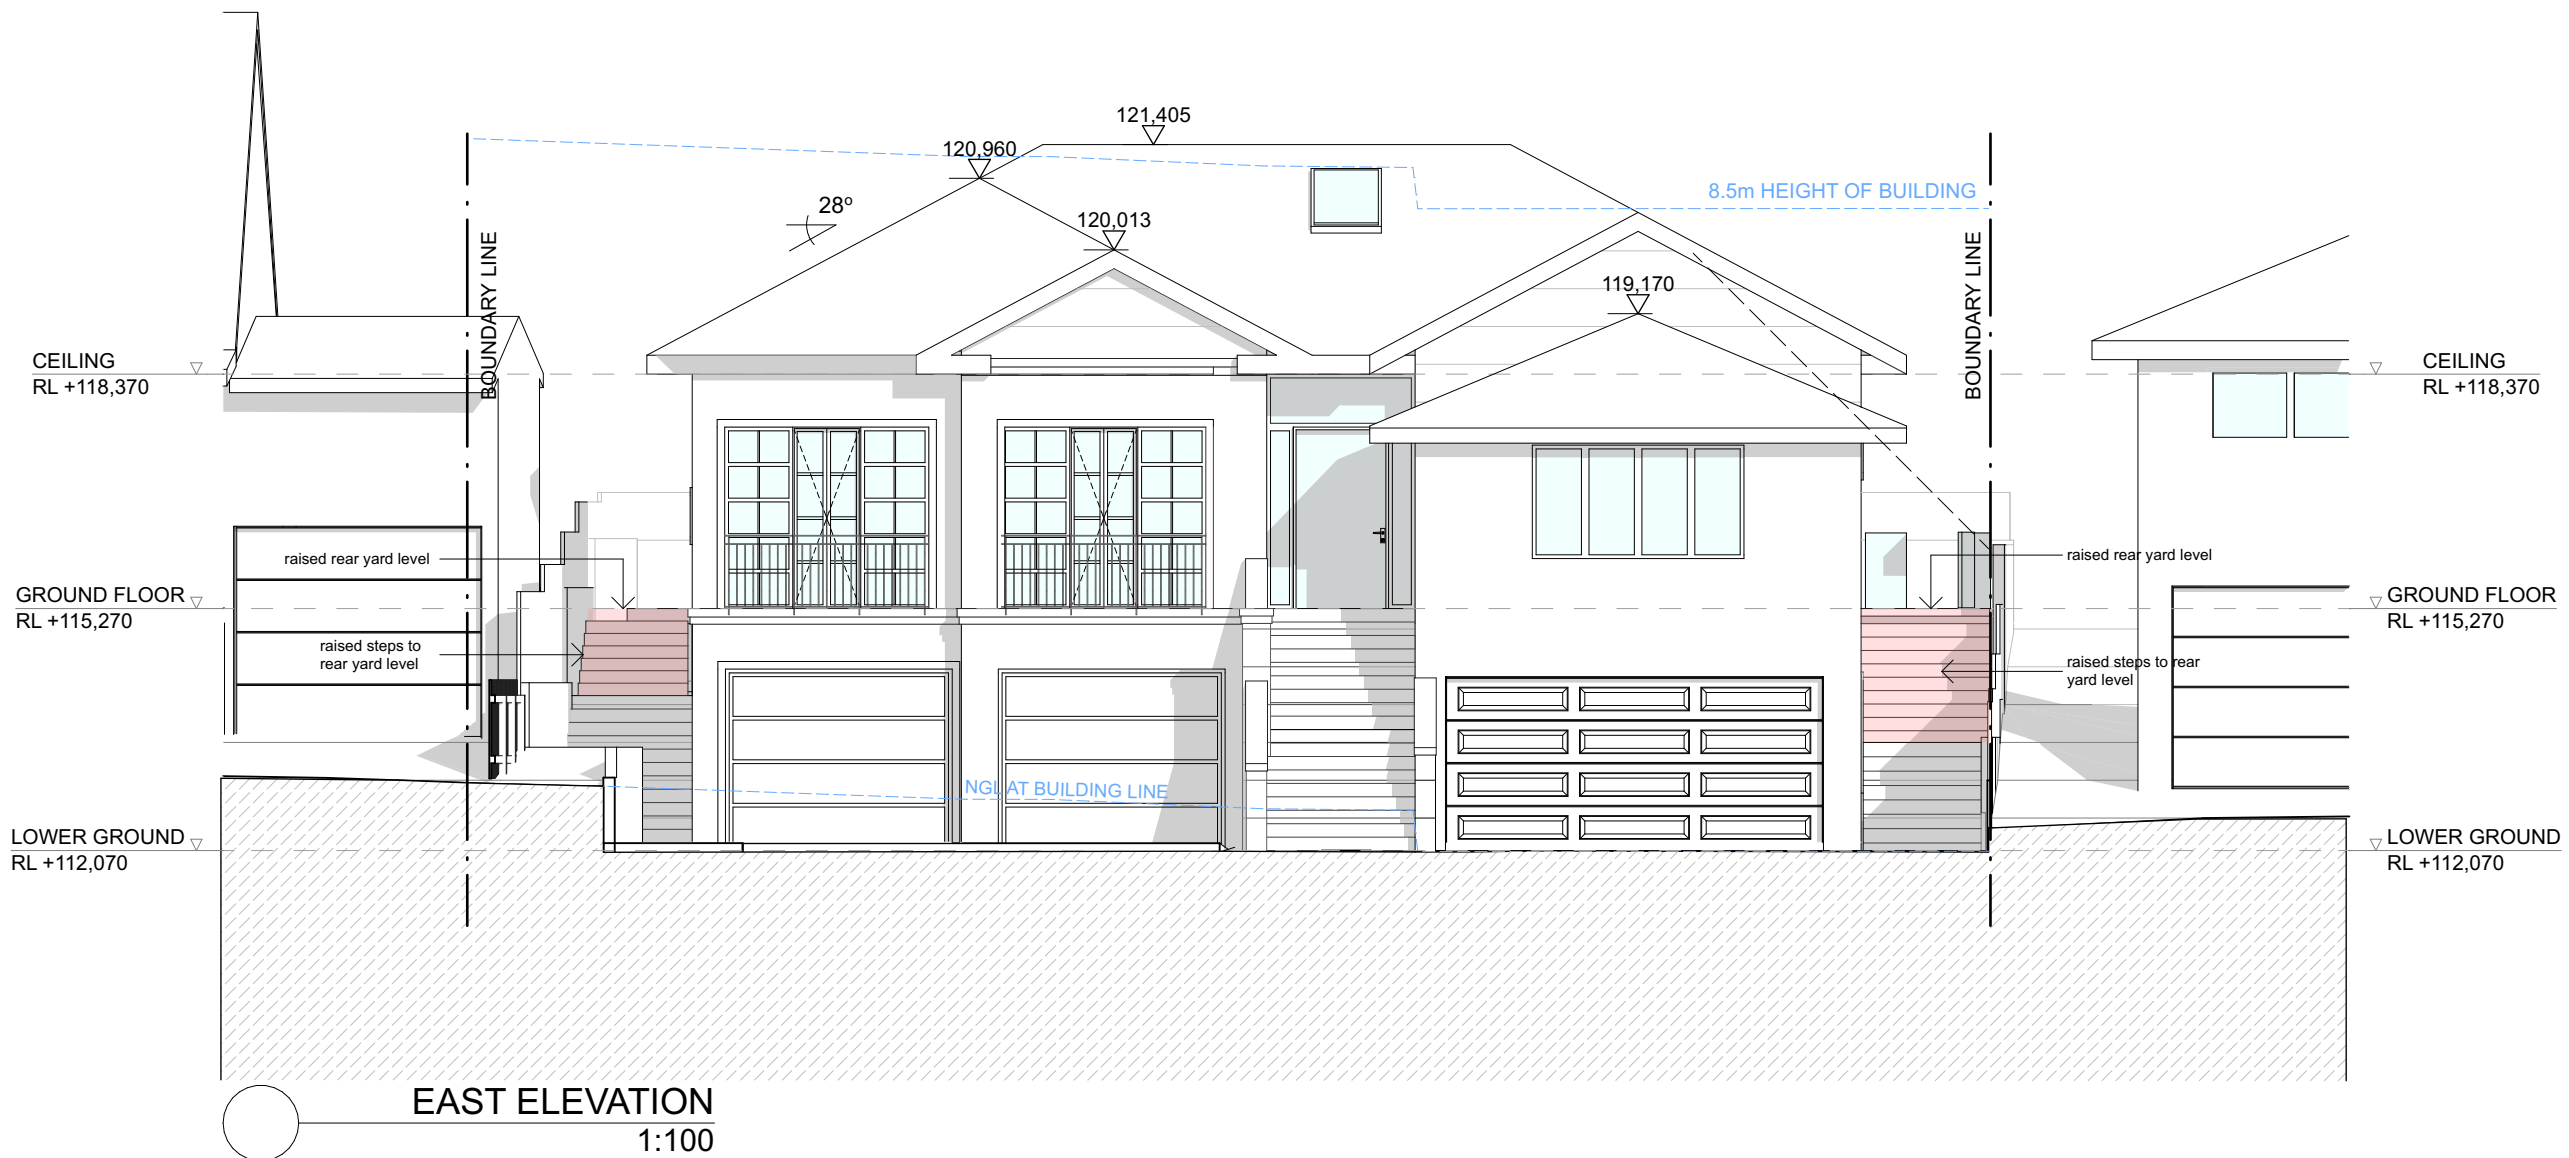 121,405
120,960
28º
8.5m HEIGHT OF BUILDING
120,013
BOUNDARY LINE
BOUNDARY LINE
119,170
CEILING
RL +118,370
CEILING
RL +118,370
raised rear yard level
raised rear yard level
GROUND FLOOR
RL +115,270
GROUND FLOOR
RL +115,270
raised steps to
rear yard level
raised steps to rear
yard level
NGL AT BUILDING LINE
LOWER GROUND
RL +112,070
LOWER GROUND
RL +112,070
EAST ELEVATION
1:100